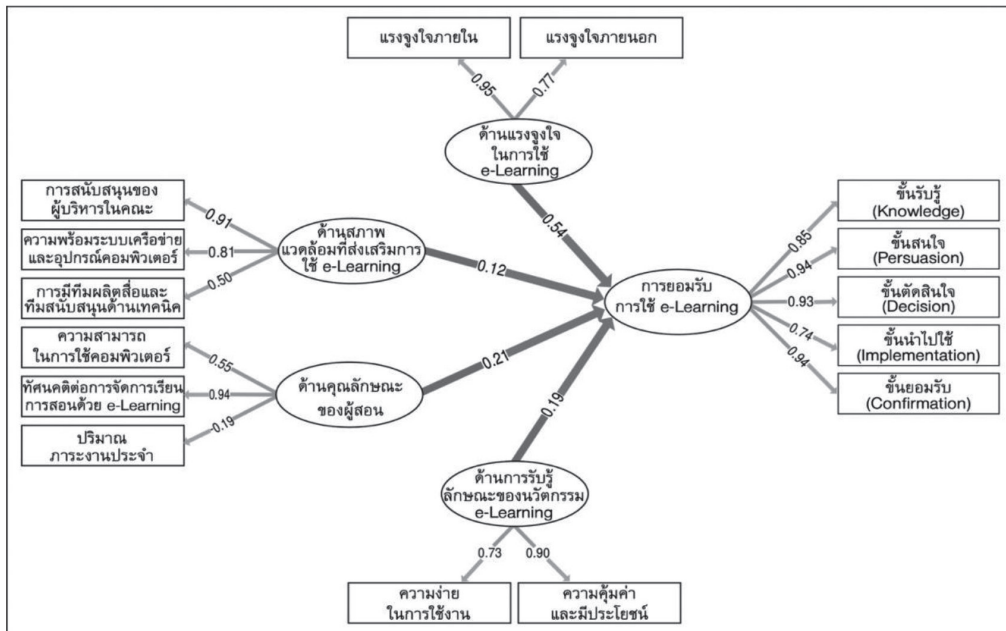 แรงจูงใจภายใน
แรงจูงใจภายนอก
0.95
0.77
ด้านแรงจูงใจ
ในการใช้
e-Learning
0.54
การสนับสนุนของ
ผู้บริหารในคณะ
ความพร้อมระบบเครือข่าย
และอุปกรณ์คอมพิวเตอร์
การมีทีมผลิตสื่อและ
ทีมสนับสนุนด้านเทคนิค
0.91
0.81
0.50
ด้านสภาพ
แวดล้อมที่ส่งเสริมการ
ใช้ e-Learning
0.12
ความสามารถ
ในการใช้คอมพิวเตอร์
ทัศนคติต่อการจัดการเรียน
การสอนด้วย e-Learning
ปริมาณ
ภาระงานประจำ
0.55
0.94
0.19
ด้านคุณลักษณะ
ของผู้สอน
0.21
การยอมรับ
การใช้ e-Learning
0.85
0.94
0.93
0.74
0.94
ขั้นรับรู้
(Knowledge)
ขั้นสนใจ
(Persuasion)
ขั้นตัดสินใจ
(Decision)
ขั้นนำไปใช้
(Implementation)
ขั้นยอมรับ
(Confirmation)
0.19
ด้านการรับรู้
ลักษณะของนวัตกรรม
e-Learning
0.73
0.90
ความง่าย
ในการใช้งาน
ความคุ้มค่า
และมีประโยชน์